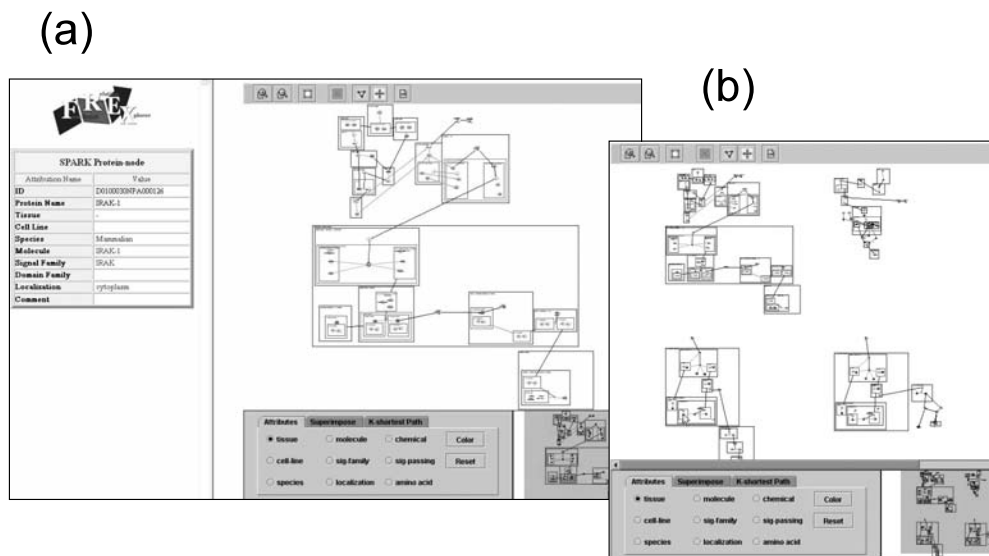 (a)
(b)
FREX
SPARK Protein-node
Attribution Name Value
ID D0100030NPA000126
Protein Name IRAK-1
Tissue -
Cell Line
Species Mammalian
Molecule IRAK-1
Signal Family IRAK
Domain Family
Localization cytoplasm
Comment
Attributes Superimpose K-shortest Path
tissue molecule chemical Color
cell-line sig-family sig-passing Reset
species localization amino acid
Attributes Superimpose K-shortest Path
tissue molecule chemical Color
cell-line sig-family sig-passing Reset
species localization amino acid